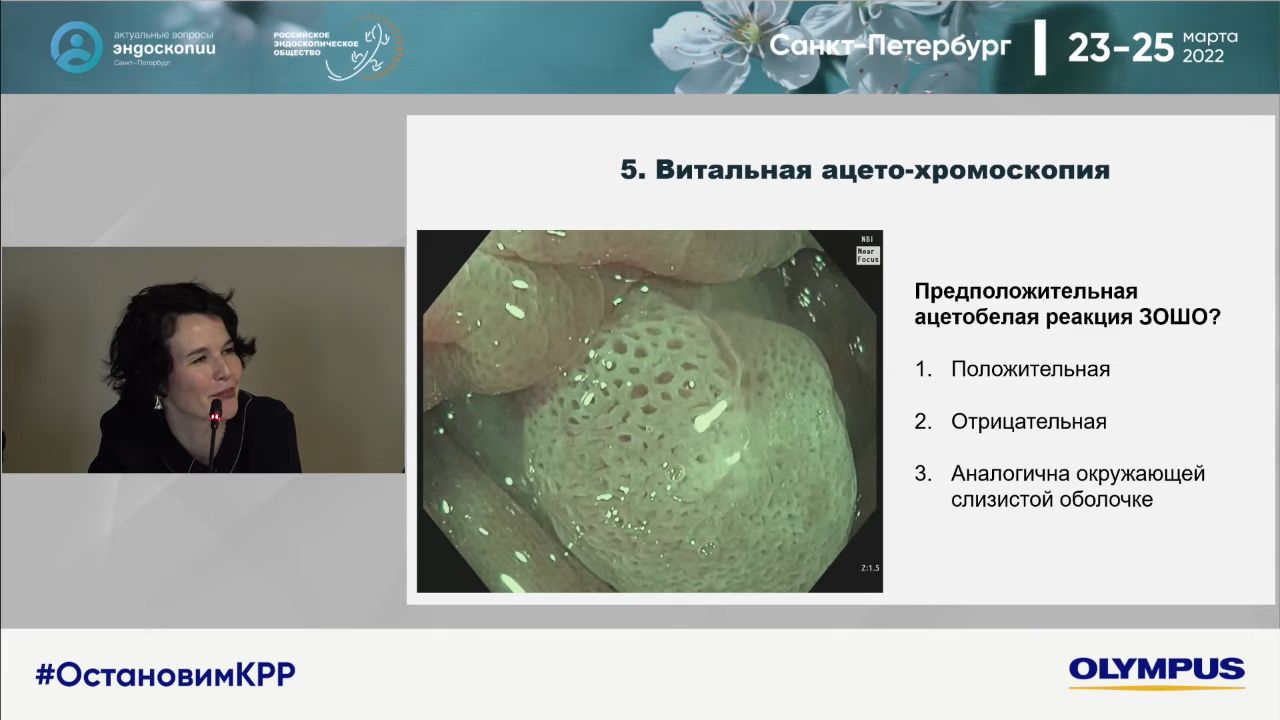 актуальные вопросы
эндоскопии
Санкт-Петербург
РОССИЙСКОЕ
ЭНДОСКОПИЧЕСКОЕ
ОБЩЕСТВО
Санкт-Петербург
23-25
марта
2022
5. Витальная ацето-хромоскопия
NBI
Near
Focus
Z:1.5
Предположительная
ацетобелая реакция ЗОШО?
1. Положительная
2. Отрицательная
3. Аналогична окружающей
слизистой оболочке
#ОстановимКРР
OLYMPUS